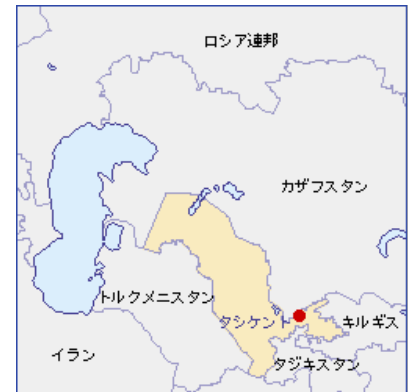 ロシア連邦
カザフスタン
トルクメニスタン
タシケント
キルギス
イラン
タジキスタン